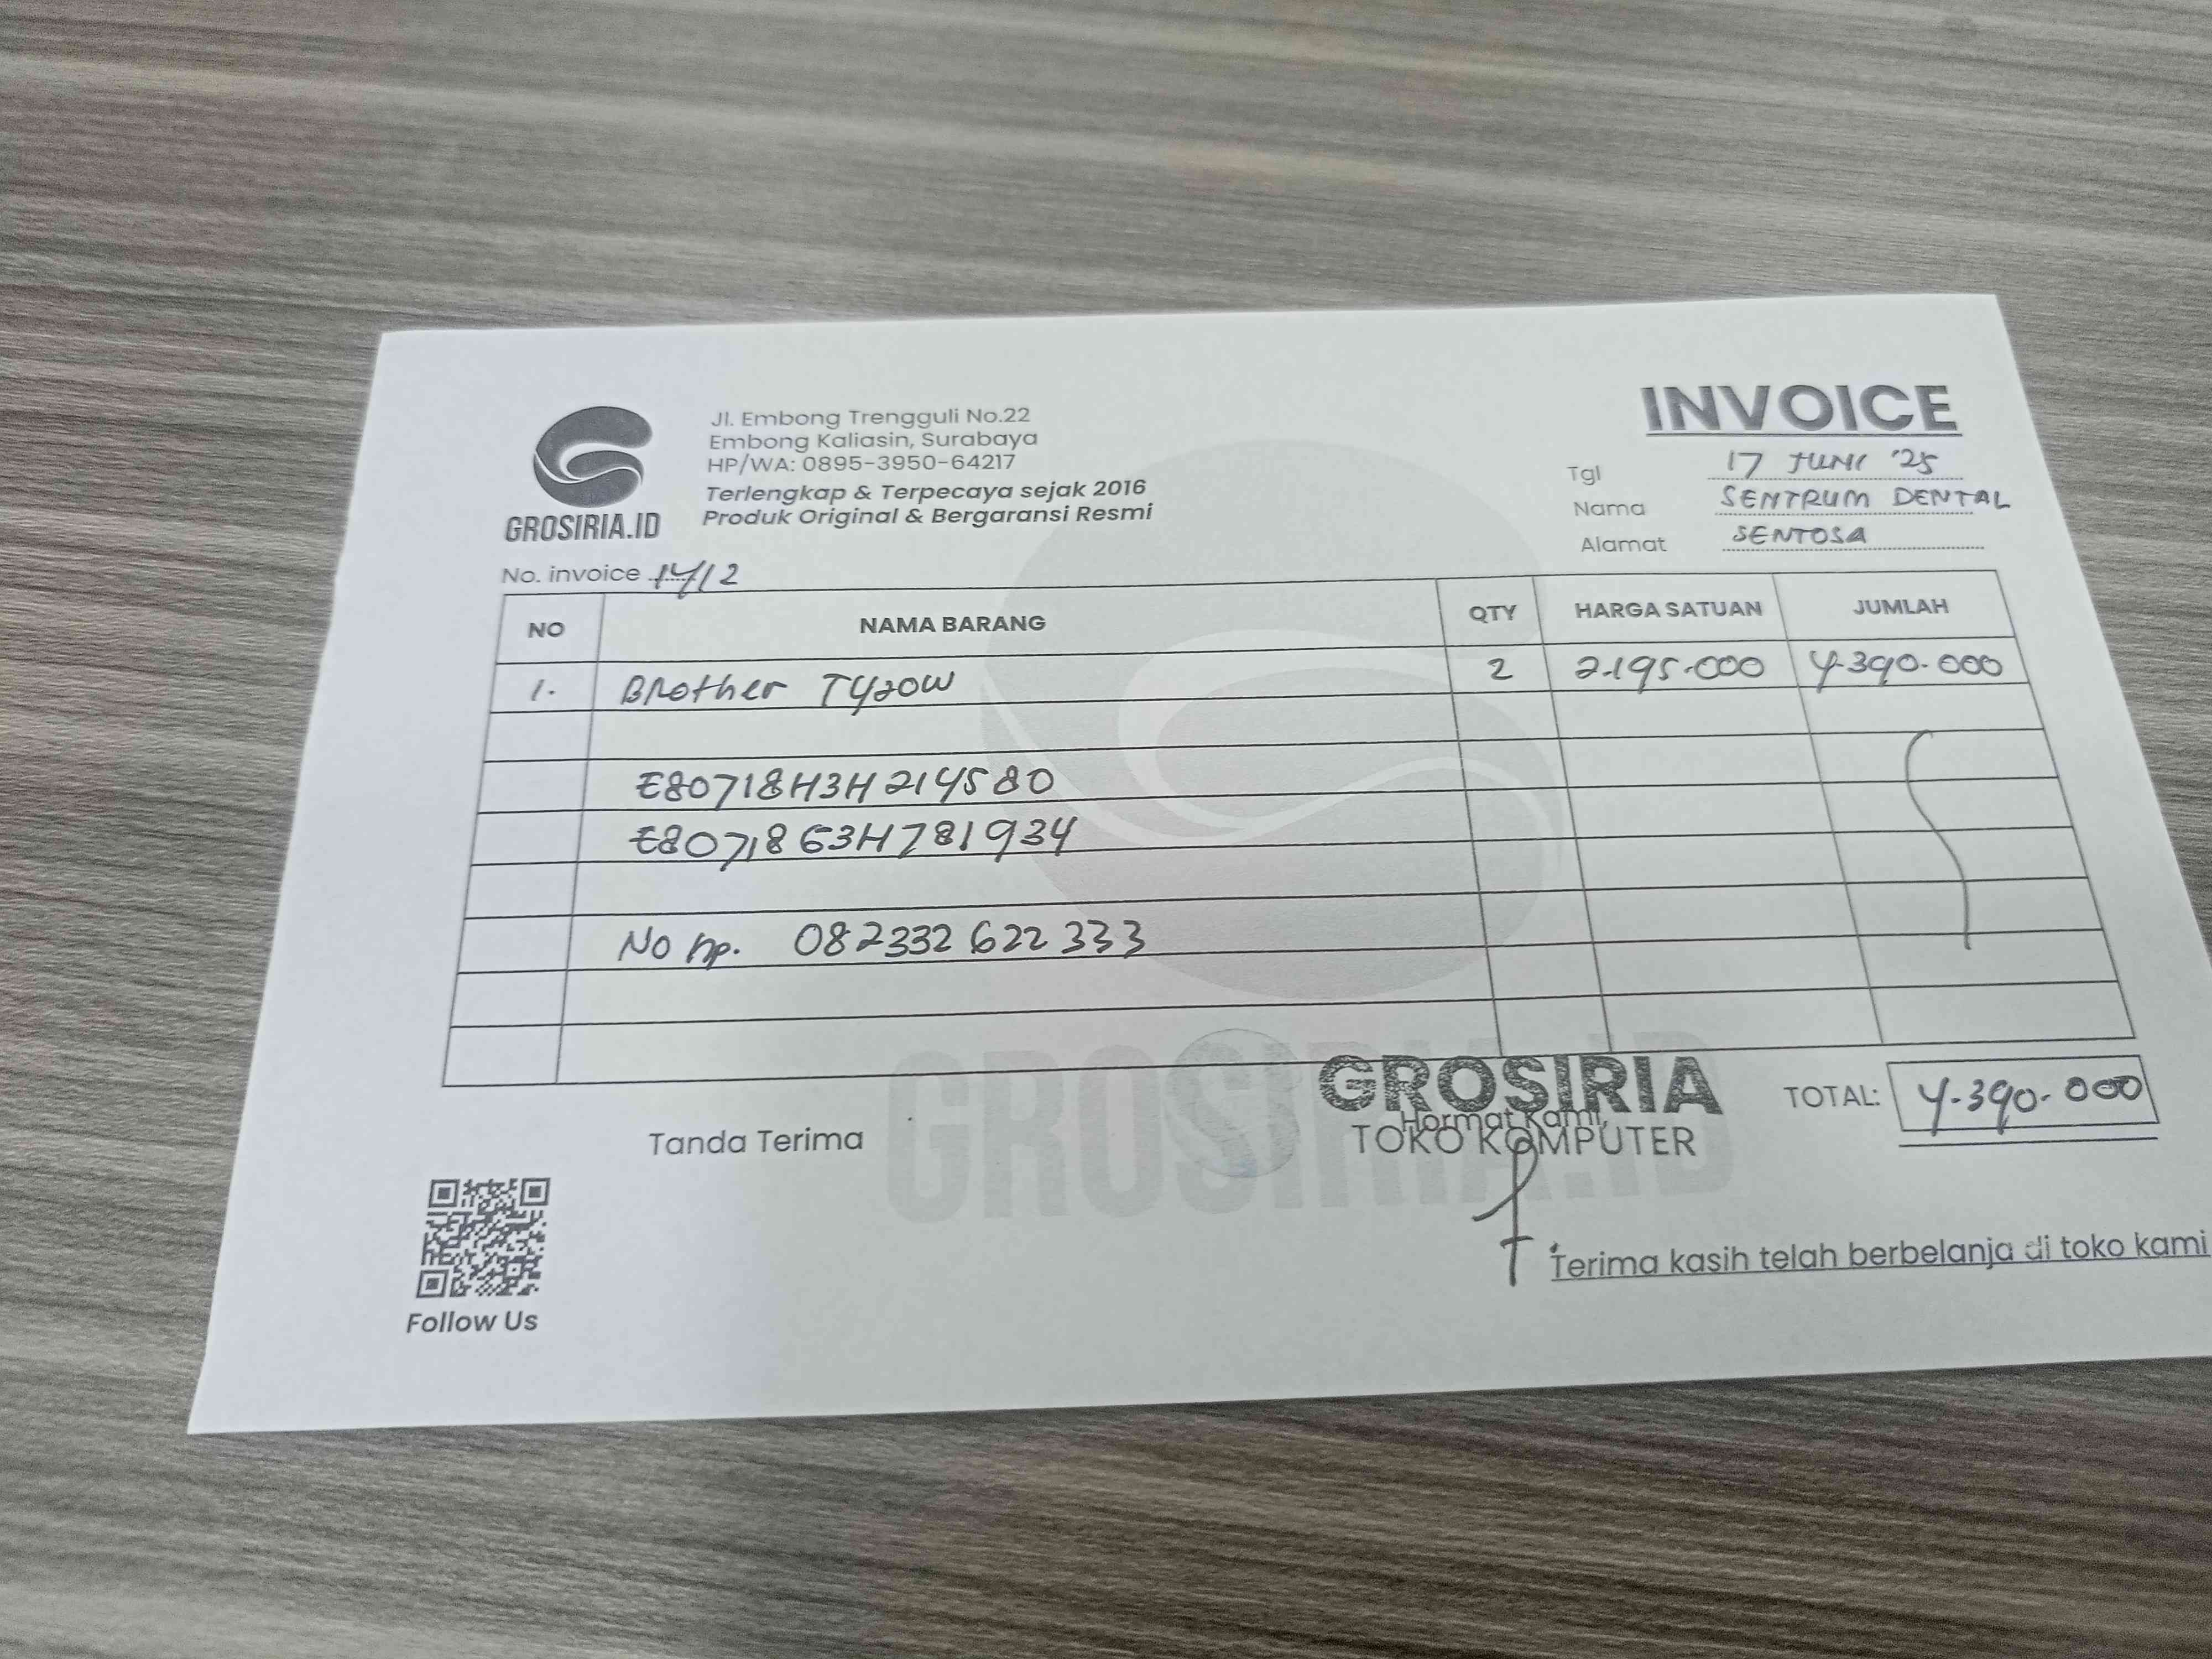 INVOICE
Jl. Embong Trengguli No.22
Embong Kaliasin, Surabaya
HP/WA: 0895-3950-64217
Terlengkap & Terpecaya sejak 2016
Produk Original & Bergaransi Resmi
GROSIRIA.ID
Tgl 17 JUNI '25
Nama SENTRUM DENTAL
Alamat SENTOSA
No. invoice 14/12
NO NAMA BARANG QTY HARGA SATUAN JUMLAH
1. Brother T420W 2 2.195.000 4.390.000
E80718H3H214580
E80718G3H781934
No hp. 082332 622 333
GROSIRIA.ID
GROSIRIA
Hormat Kami,
TOKO KOMPUTER
TOTAL: 4.390.000
Tanda Terima
Terima kasih telah berbelanja di toko kami
Follow Us